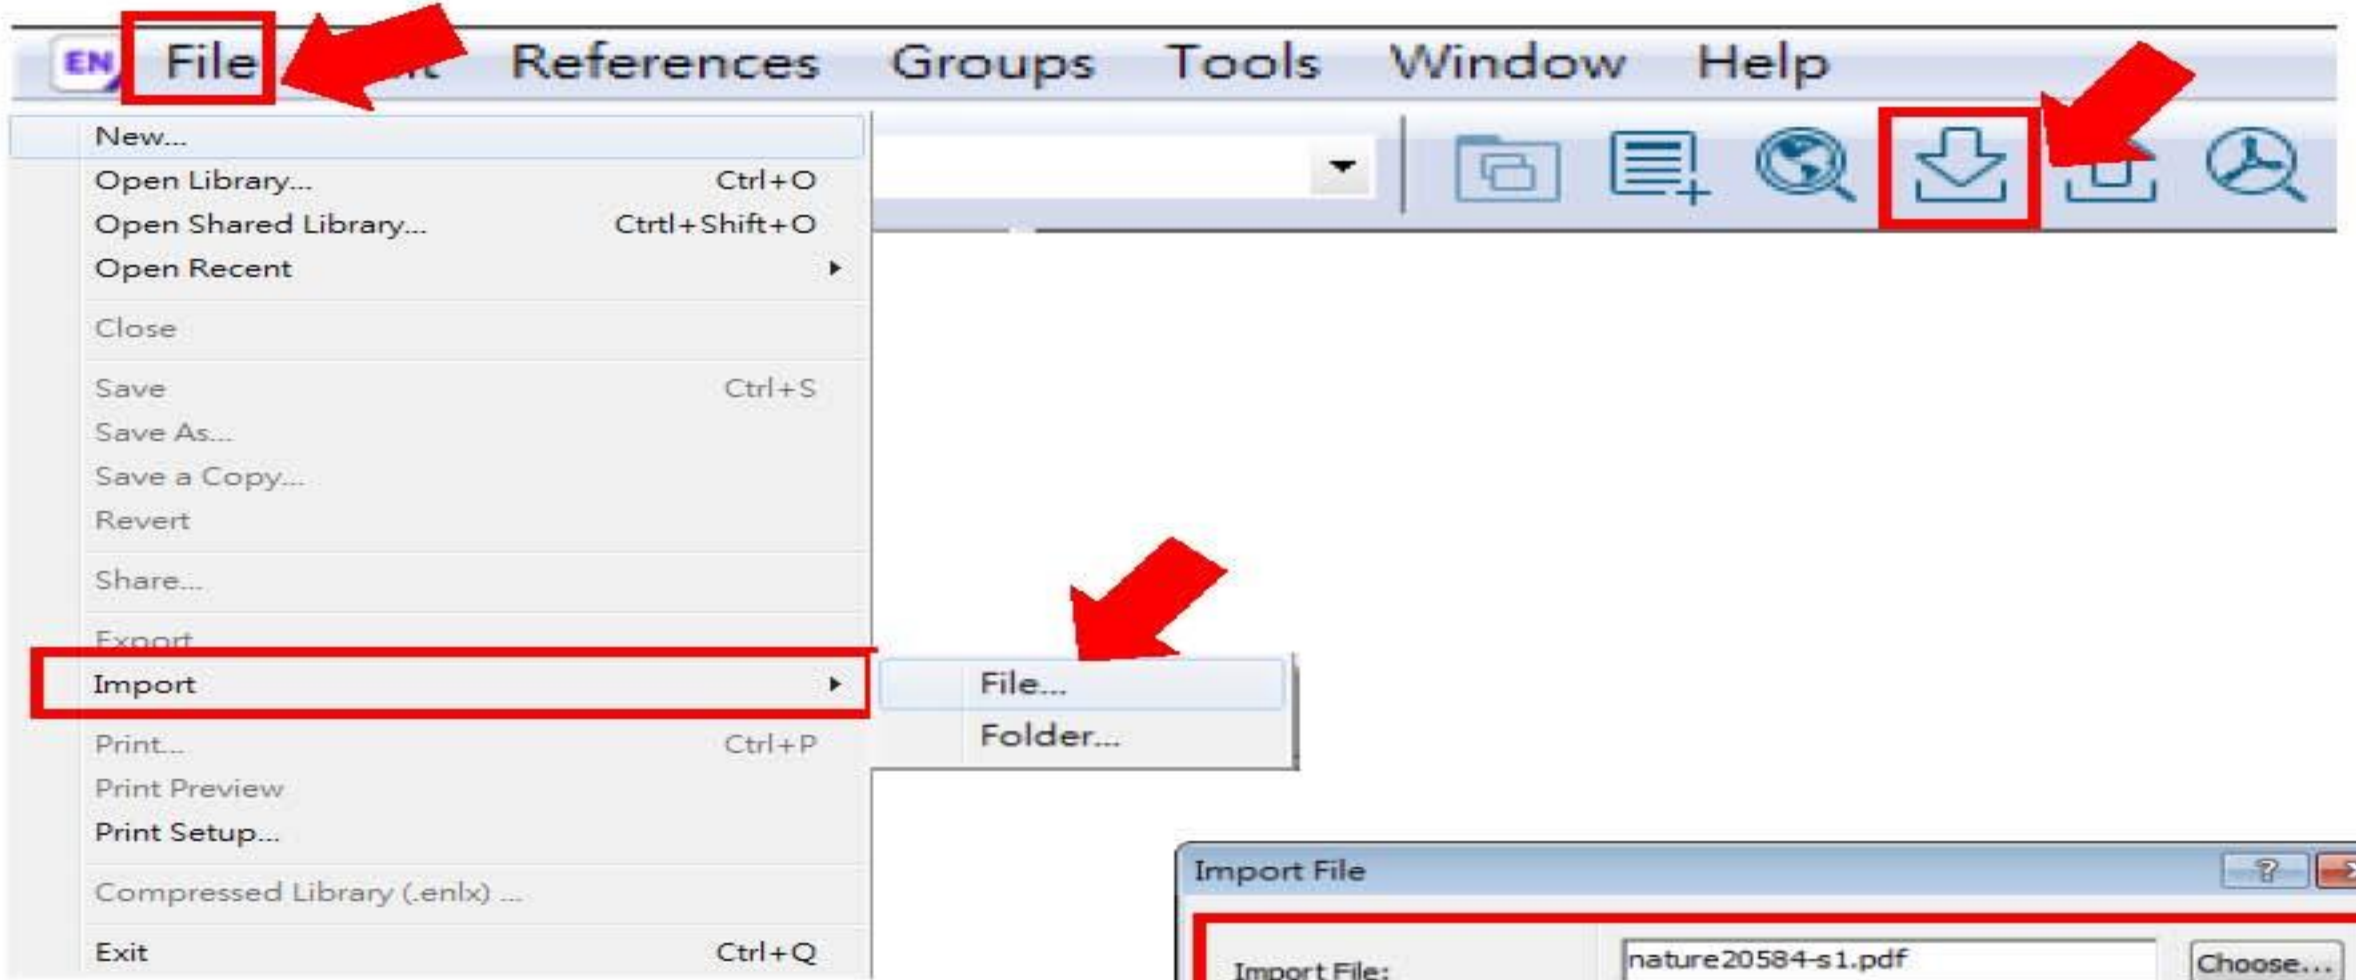 EN File References Groups Tools Window Help
New...
Open Library... Ctrl+O
Open Shared Library... Ctrtl+Shift+O
Open Recent
Close
Save Ctrl+S
Save As...
Save a Copy...
Revert
Share...
Export
Import
File...
Folder...
Print... Ctrl+P
Print Preview
Print Setup...
Compressed Library (.enlx) ...
Exit Ctrl+Q
Import File
Import File: nature20584-s1.pdf Choose...